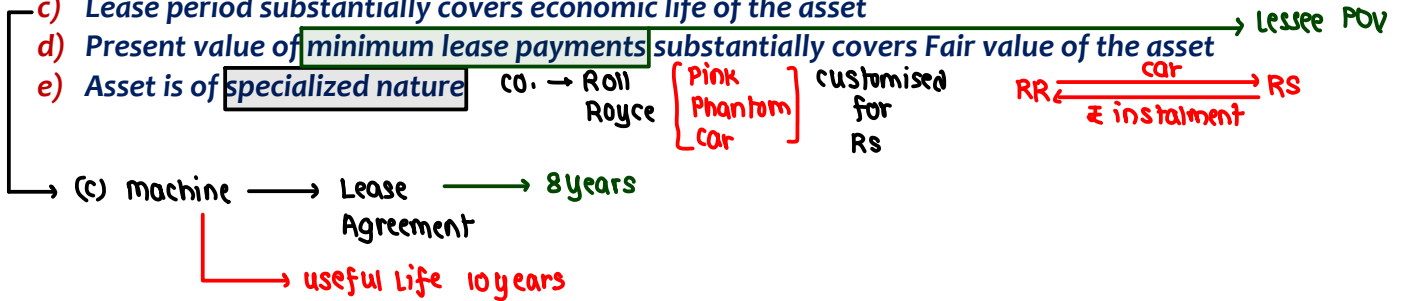 c) Lease period substantially covers economic life of the asset
Lessee POV
d) Present value of minimum lease payments substantially covers Fair value of the asset
e) Asset is of specialized nature
co. → Roll
Royce
Pink
Phantom
car
customised
for
Rs
RR
car
RS
₹ instalment
(c) machine → Lease → 8 years
Agreement
→ useful Life 10 years